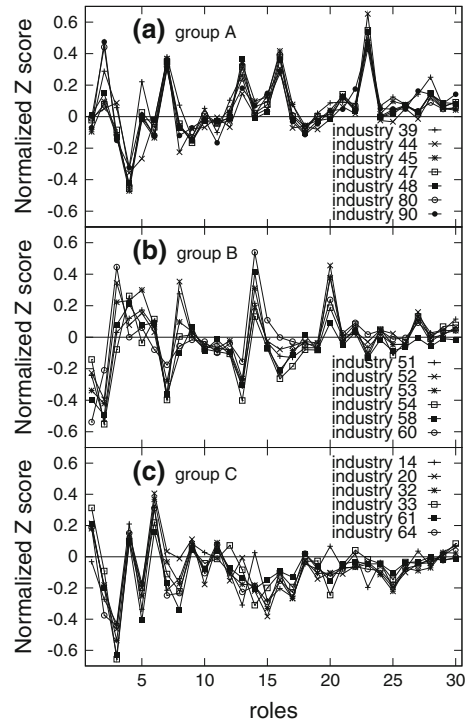 (a) group A
Normalized Z score
0.6
0.4
0.2
0
-0.2
-0.4
-0.6
industry 39
industry 44
industry 45
industry 47
industry 48
industry 80
industry 90
(b) group B
Normalized Z score
0.6
0.4
0.2
0
-0.2
-0.4
-0.6
industry 51
industry 52
industry 53
industry 54
industry 58
industry 60
(c) group C
Normalized Z score
0.6
0.4
0.2
0
-0.2
-0.4
-0.6
industry 14
industry 20
industry 32
industry 33
industry 61
industry 64
5 10 15 20 25 30
roles